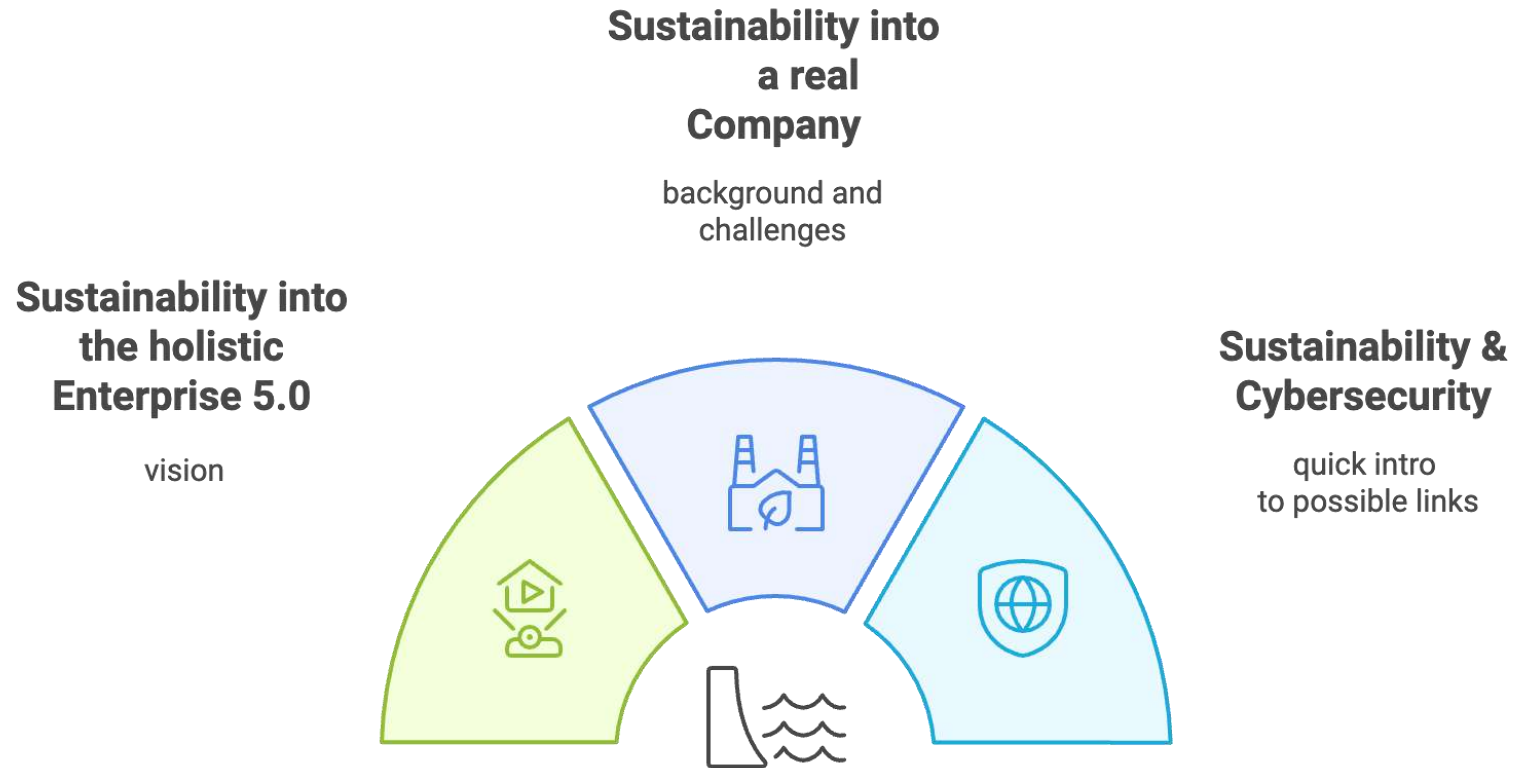 Sustainability into
the holistic
Enterprise 5.0
vision
Sustainability into
a real
Company
background and
challenges
Sustainability &
Cybersecurity
quick intro
to possible links